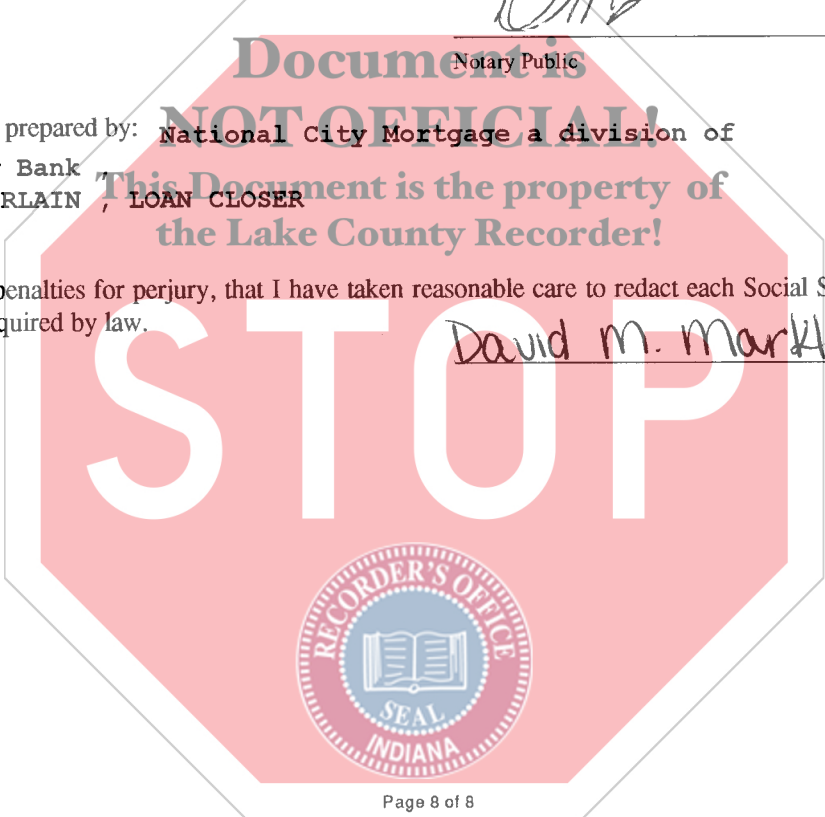 Document is
Notary Public
NOT OFFICIAL!
prepared by: National City Mortgage a division of
Bank ,
This Document is the property of
RLAIN , LOAN CLOSER
the Lake County Recorder!
penalties for perjury, that I have taken reasonable care to redact each Social S
quired by law.
David M. Markl
STOP
RECORDER'S OFFICE
SEAL
INDIANA
Page 8 of 8